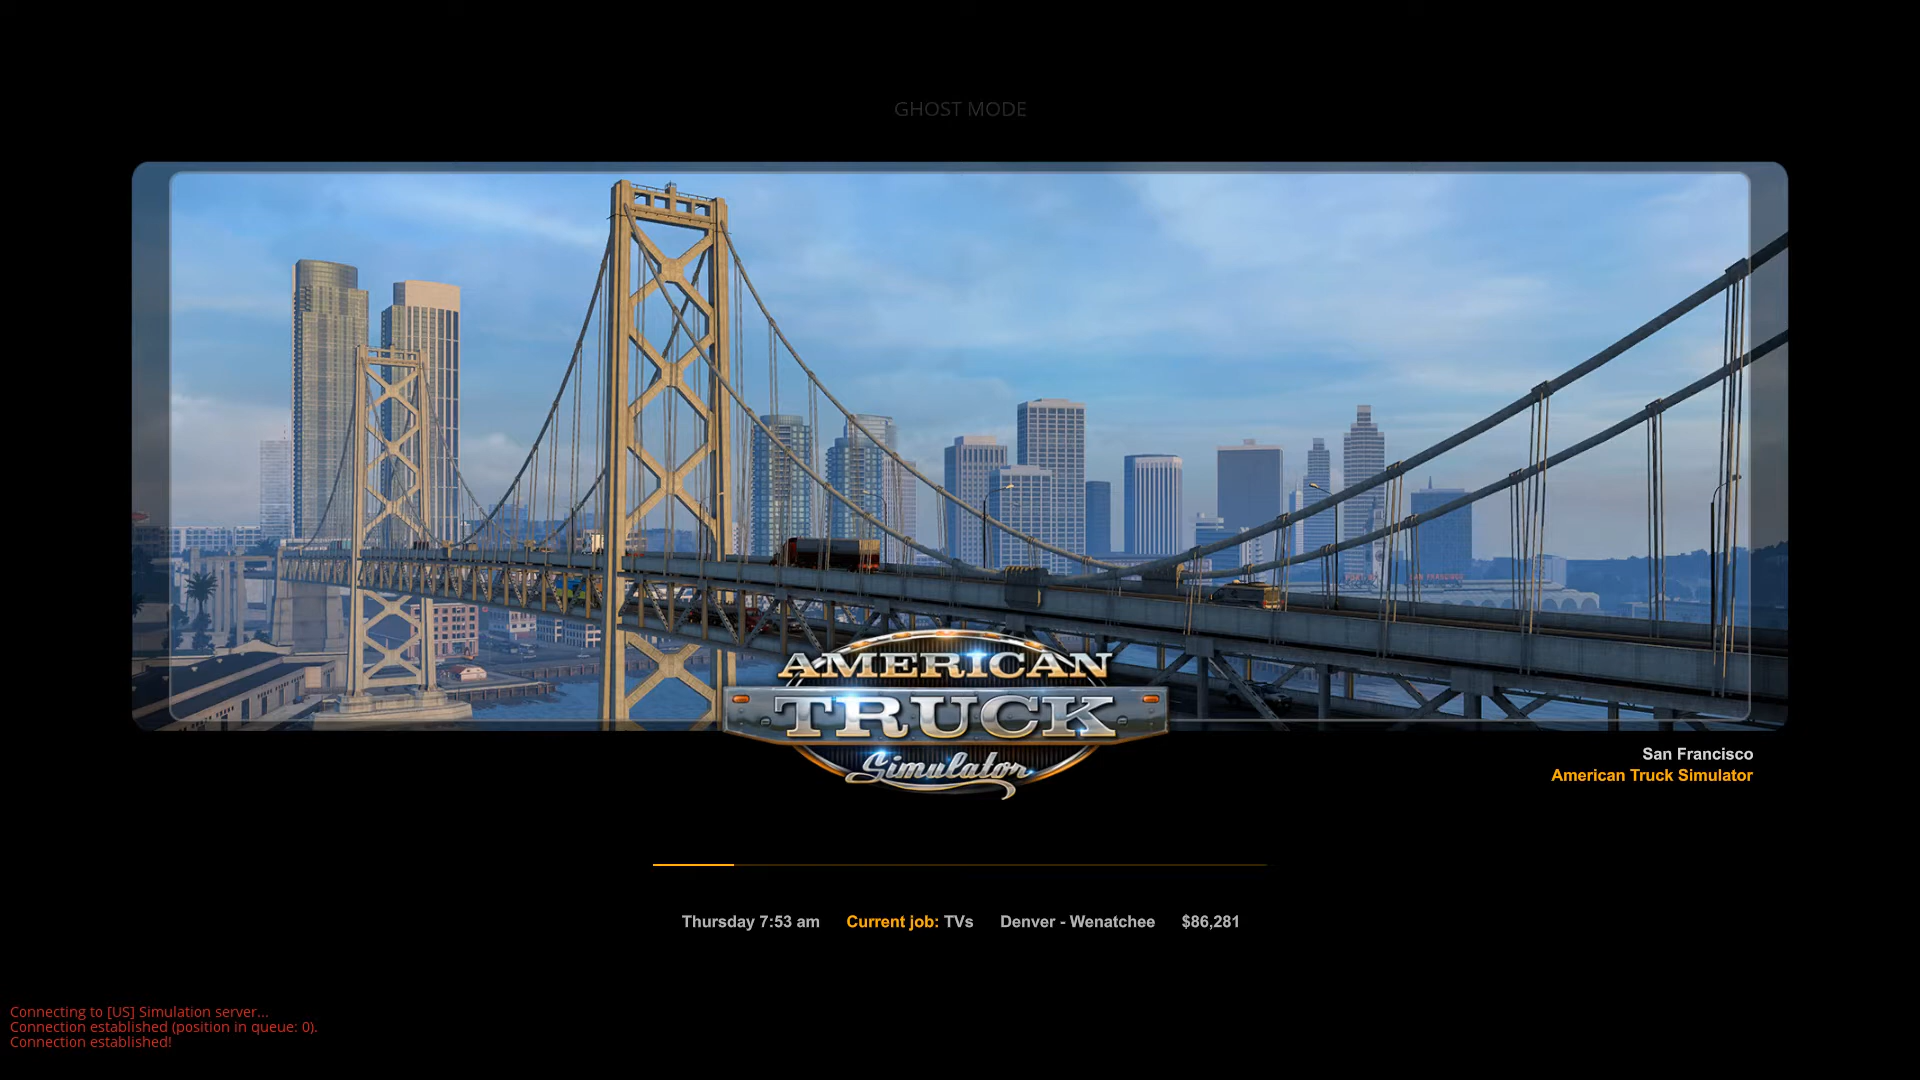 GHOST MODE
AMERICAN
TRUCK
Simulator
San Francisco
American Truck Simulator
Thursday 7:53 am Current job: TVs Denver - Wenatchee $86,281
Connecting to [US] Simulation server...
Connection established (position in queue: 0).
Connection established!